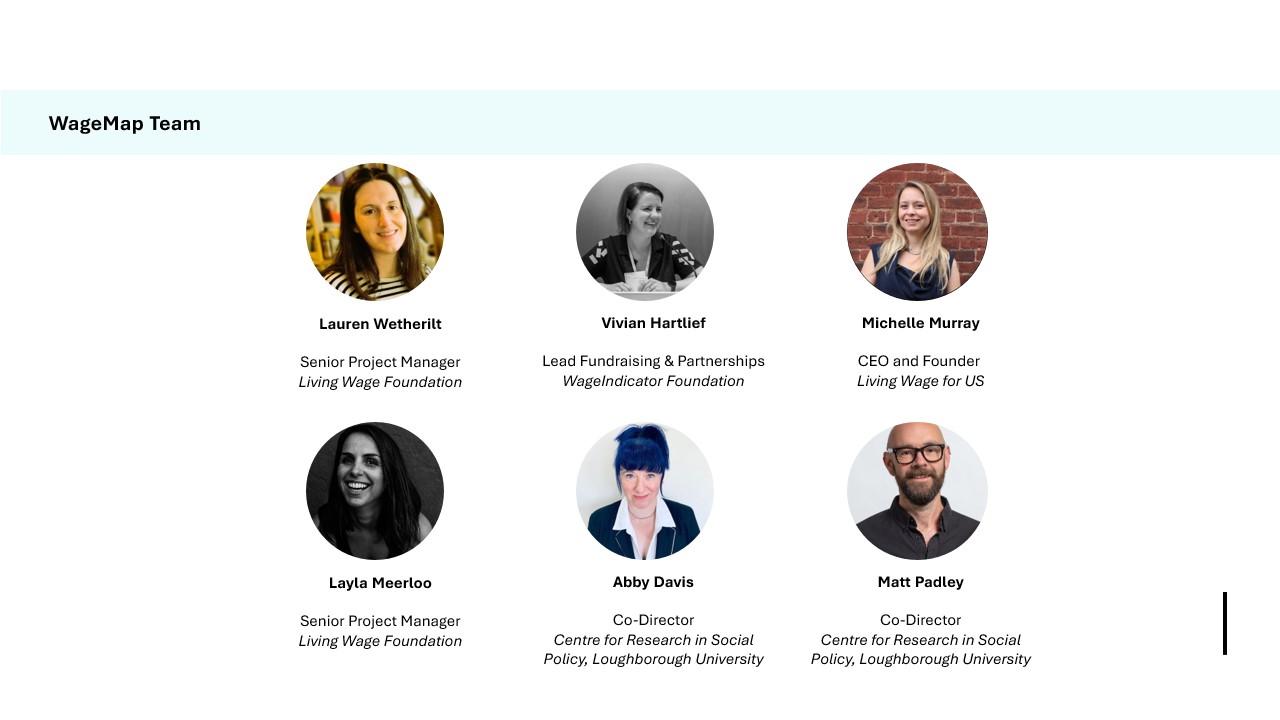 WageMap Team
Lauren Wetherilt
Senior Project Manager
Living Wage Foundation
Vivian Hartlief
Lead Fundraising & Partnerships
WageIndicator Foundation
Michelle Murray
CEO and Founder
Living Wage for US
Layla Meerloo
Senior Project Manager
Living Wage Foundation
Abby Davis
Co-Director
Centre for Research in Social
Policy, Loughborough University
Matt Padley
Co-Director
Centre for Research in Social
Policy, Loughborough University